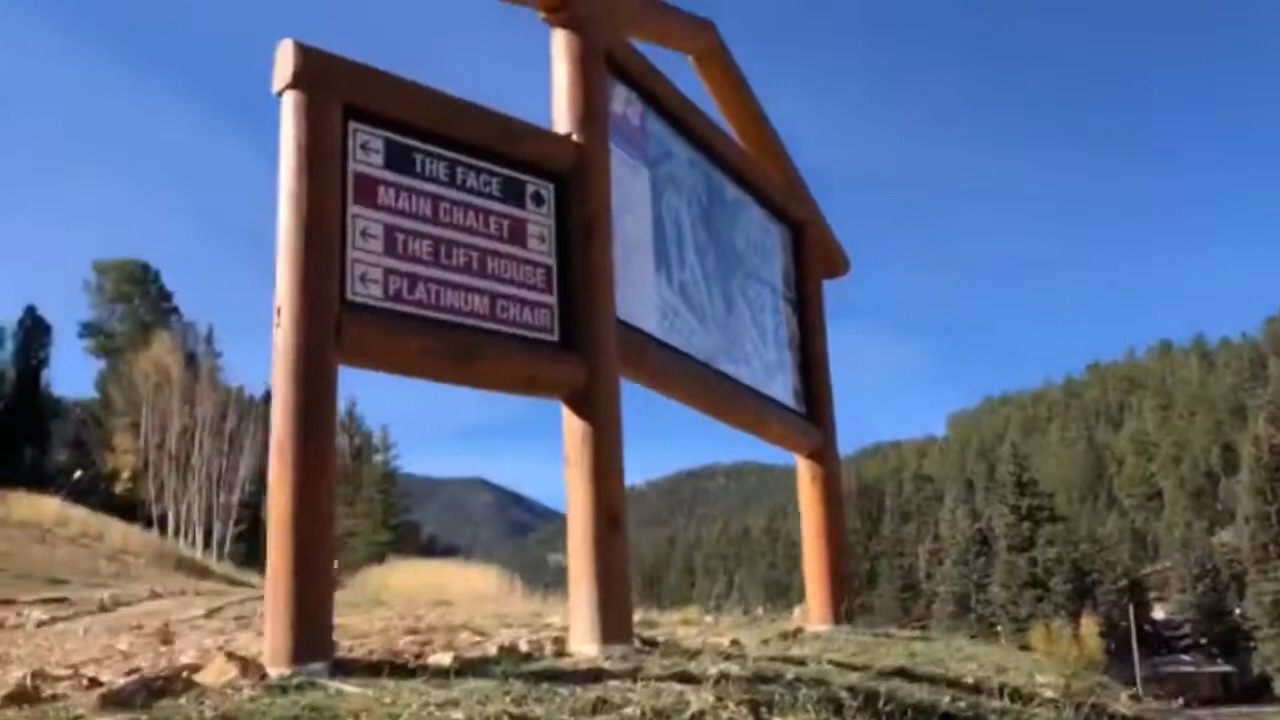 THE FACE
MAIN CHALET
THE LIFT HOUSE
PLATINUM CHAIR